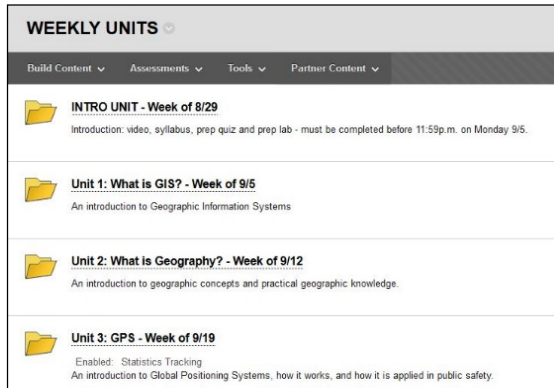 WEEKLY UNITS
Build Content Assessments Tools Partner Content
INTRO UNIT - Week of 8/29
Introduction: video, syllabus, prep quiz and prep lab - must be completed before 11:59p.m. on Monday 9/5.
Unit 1: What is GIS? - Week of 9/5
An introduction to Geographic Information Systems
Unit 2: What is Geography? - Week of 9/12
An introduction to geographic concepts and practical geographic knowledge.
Unit 3: GPS - Week of 9/19
Enabled: Statistics Tracking
An introduction to Global Positioning Systems, how it works, and how it is applied in public safety.